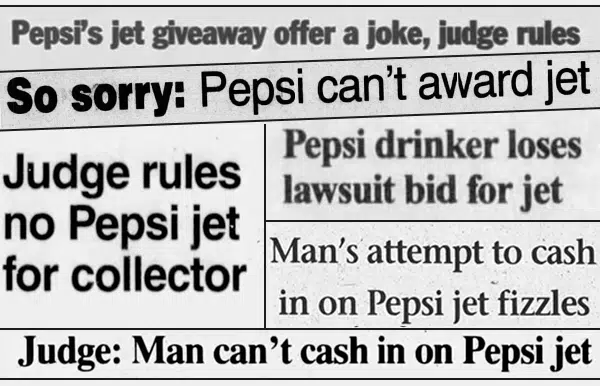 Pepsi's jet giveaway offer a joke, judge rules
So sorry: Pepsi can't award jet
Judge rules
no Pepsi jet
for collector
Pepsi drinker loses
lawsuit bid for jet
Man's attempt to cash
in on Pepsi jet fizzles
Judge: Man can't cash in on Pepsi jet